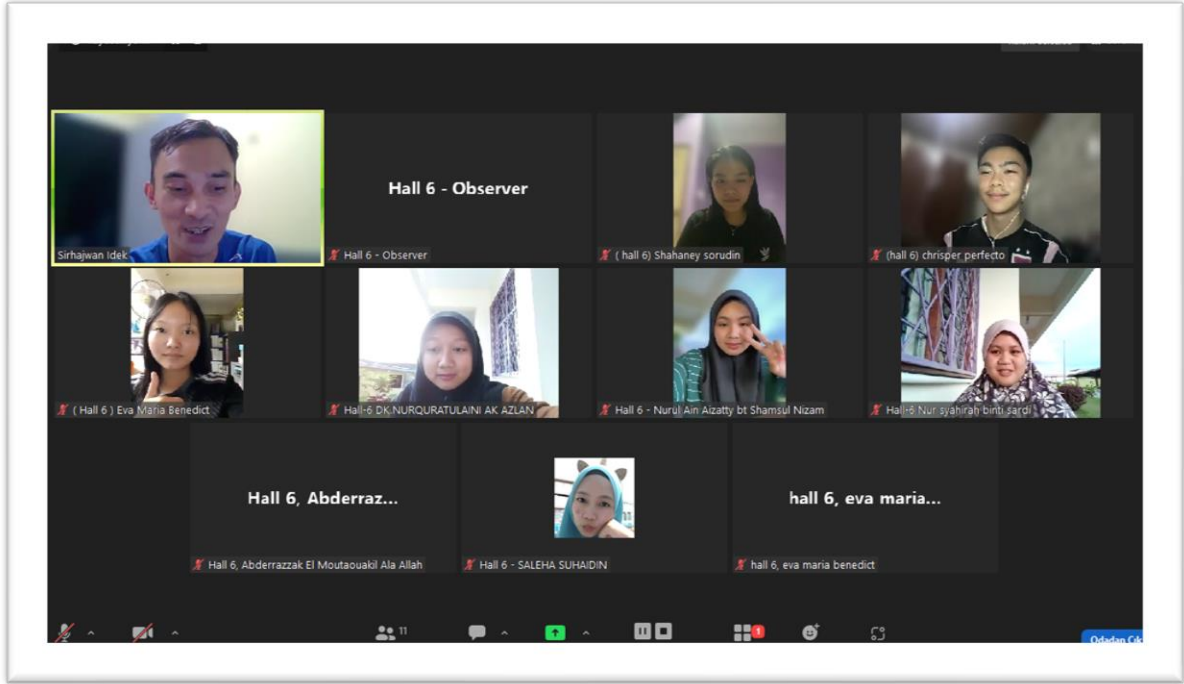 Sirhajwan Idek
Hall 6 - Observer
Hall 6 - Observer
( hall 6) Shahaney sorudin
(hall 6) chrisper perfecto
( Hall 6 ) Eva Maria Benedict
Hall-6 DK.NURQURATULAINI AK AZLAN
Hall 6 - Nurul Ain Aizatty bt Shamsul Nizam
Hall-6 Nur syahirah binti sardi
Hall 6, Abderraz...
Hall 6, Abderrazzak El Moutaouakil Ala Allah
Hall 6 - SALEHA SUHAIDIN
hall 6, eva maria...
hall 6, eva maria benedict
11
1
Odadan Çık